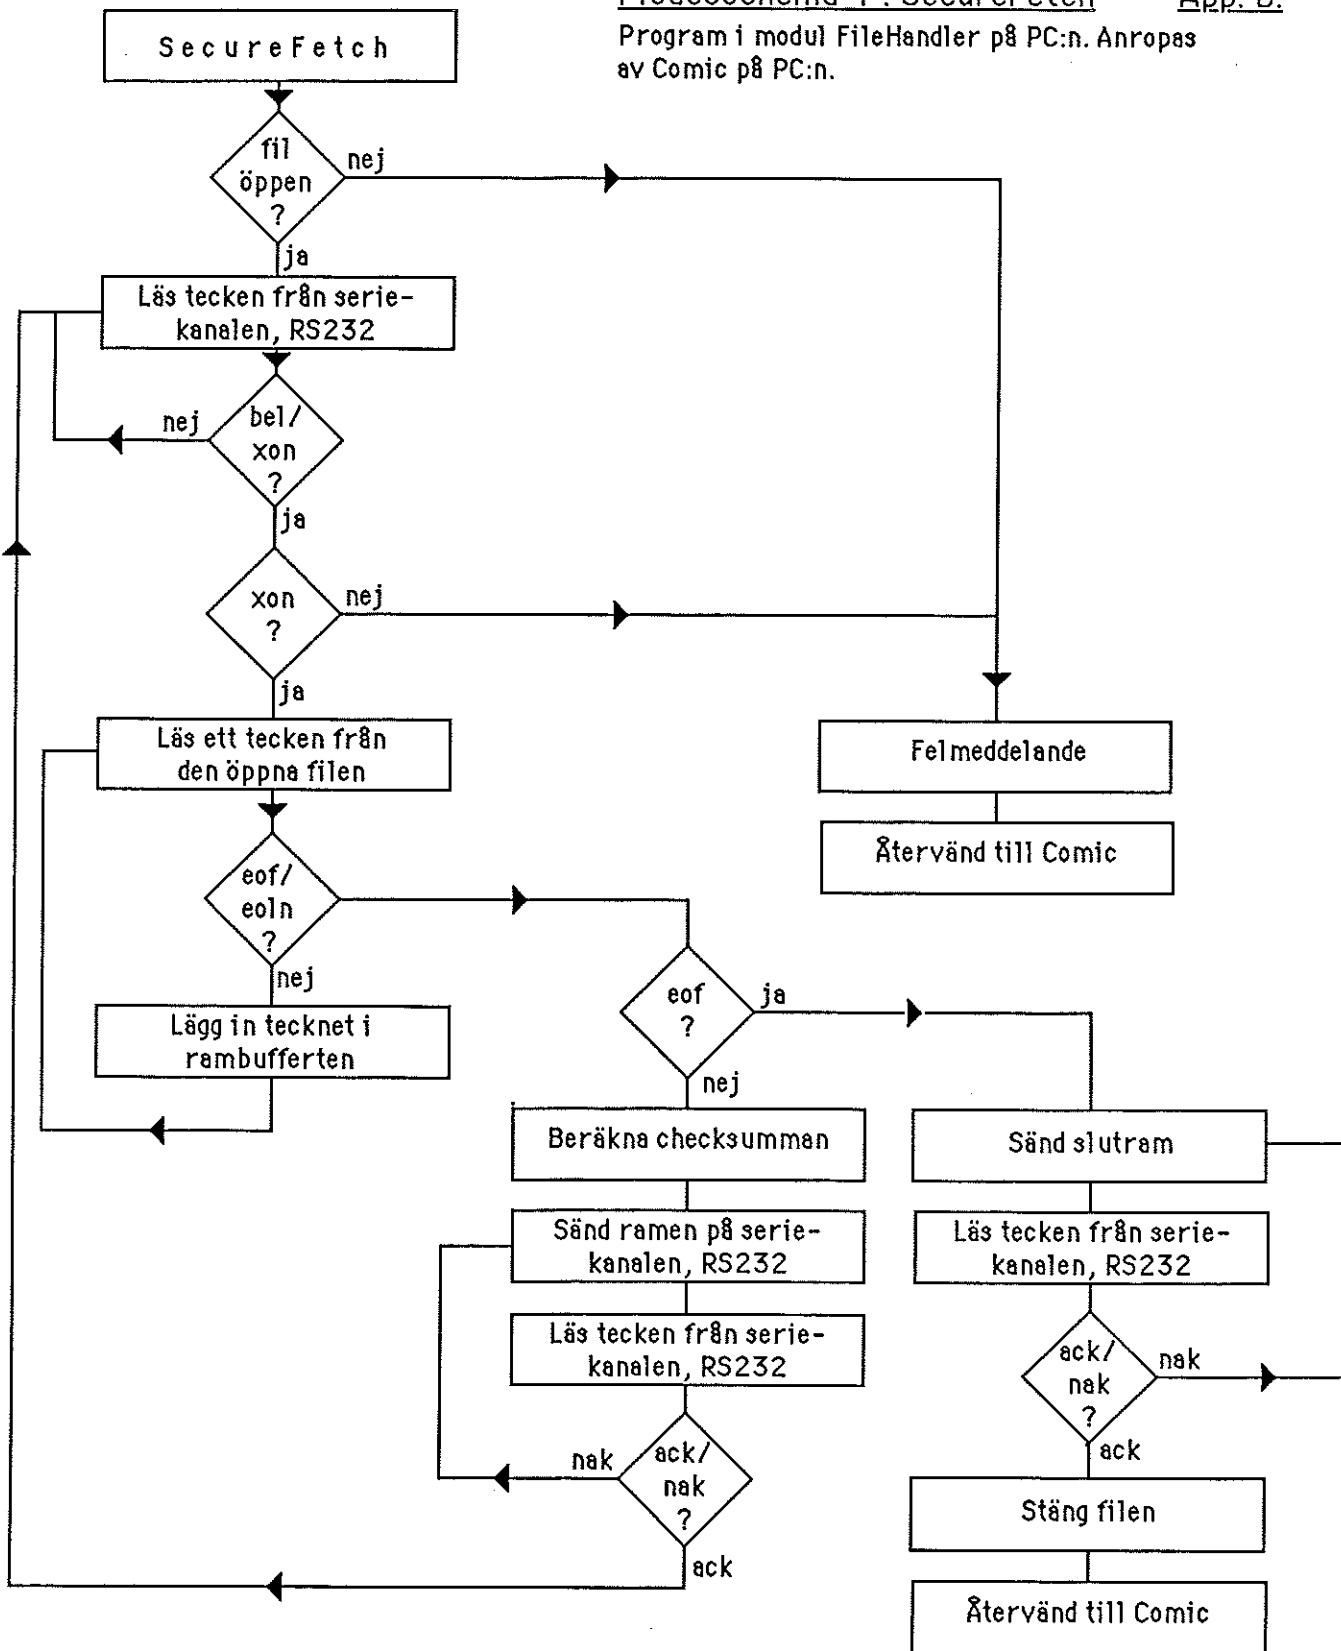 App. B.
Program i modul FileHandler på PC:n. Anropas
av Comic på PC:n.
SecureFetch
fil
öppen
?
nej
ja
Läs tecken från serie-
kanalen, RS232
bel/
xon
?
nej
ja
xon
?
nej
ja
Läs ett tecken från
den öppna filen
Felmeddelande
Återvänd till Comic
eof/
eoln
?
nej
Lägg in tecknet i
rambufferten
eof
?
ja
nej
Beräkna checksumman
Sänd ramen på serie-
kanalen, RS232
Läs tecken från serie-
kanalen, RS232
ack/
nak
?
nak
ack
Sänd slutram
Läs tecken från serie-
kanalen, RS232
ack/
nak
?
nak
ack
Stäng filen
Återvänd till Comic